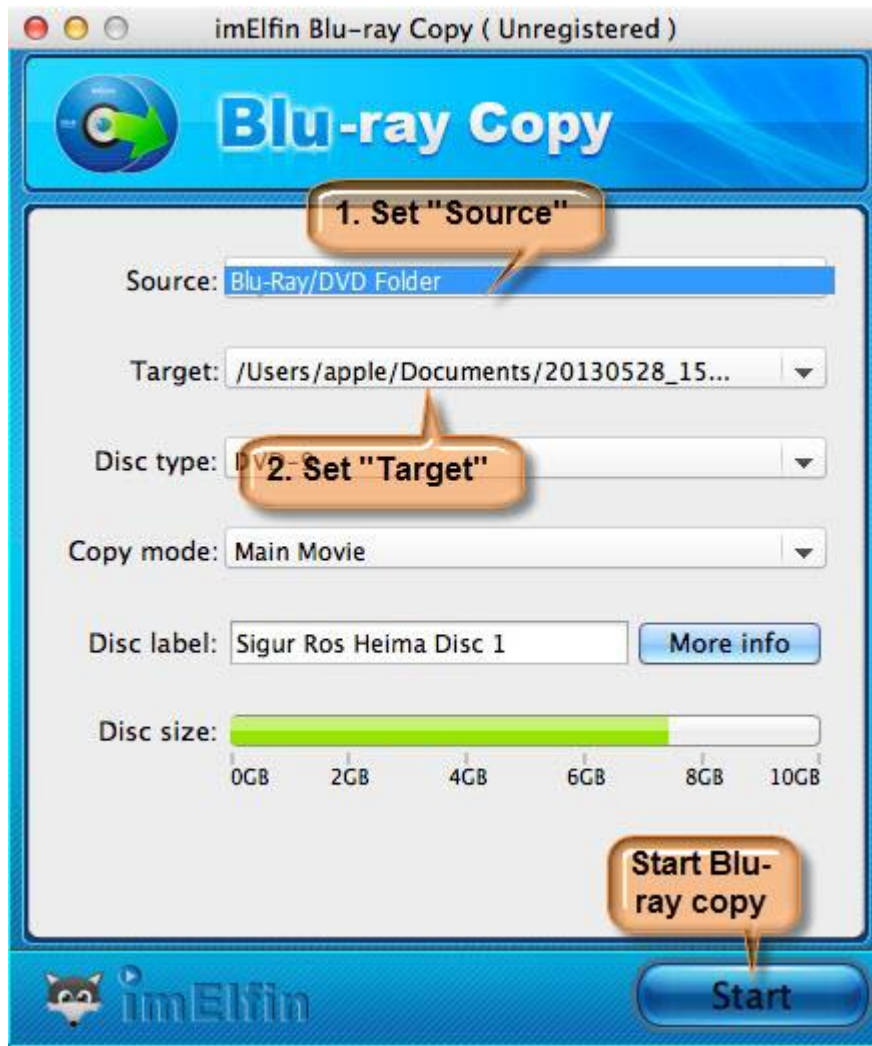 imElfin Blu-ray Copy ( Unregistered )
Blu-ray Copy
1. Set "Source"
Source: Blu-Ray/DVD Folder
Target: /Users/apple/Documents/20130528_15...
Disc type: DVD-9
2. Set "Target"
Copy mode: Main Movie
Disc label: Sigur Ros Heima Disc 1 More info
Disc size:
0GB 2GB 4GB 6GB 8GB 10GB
Start Blu-
ray copy
imElfin Start